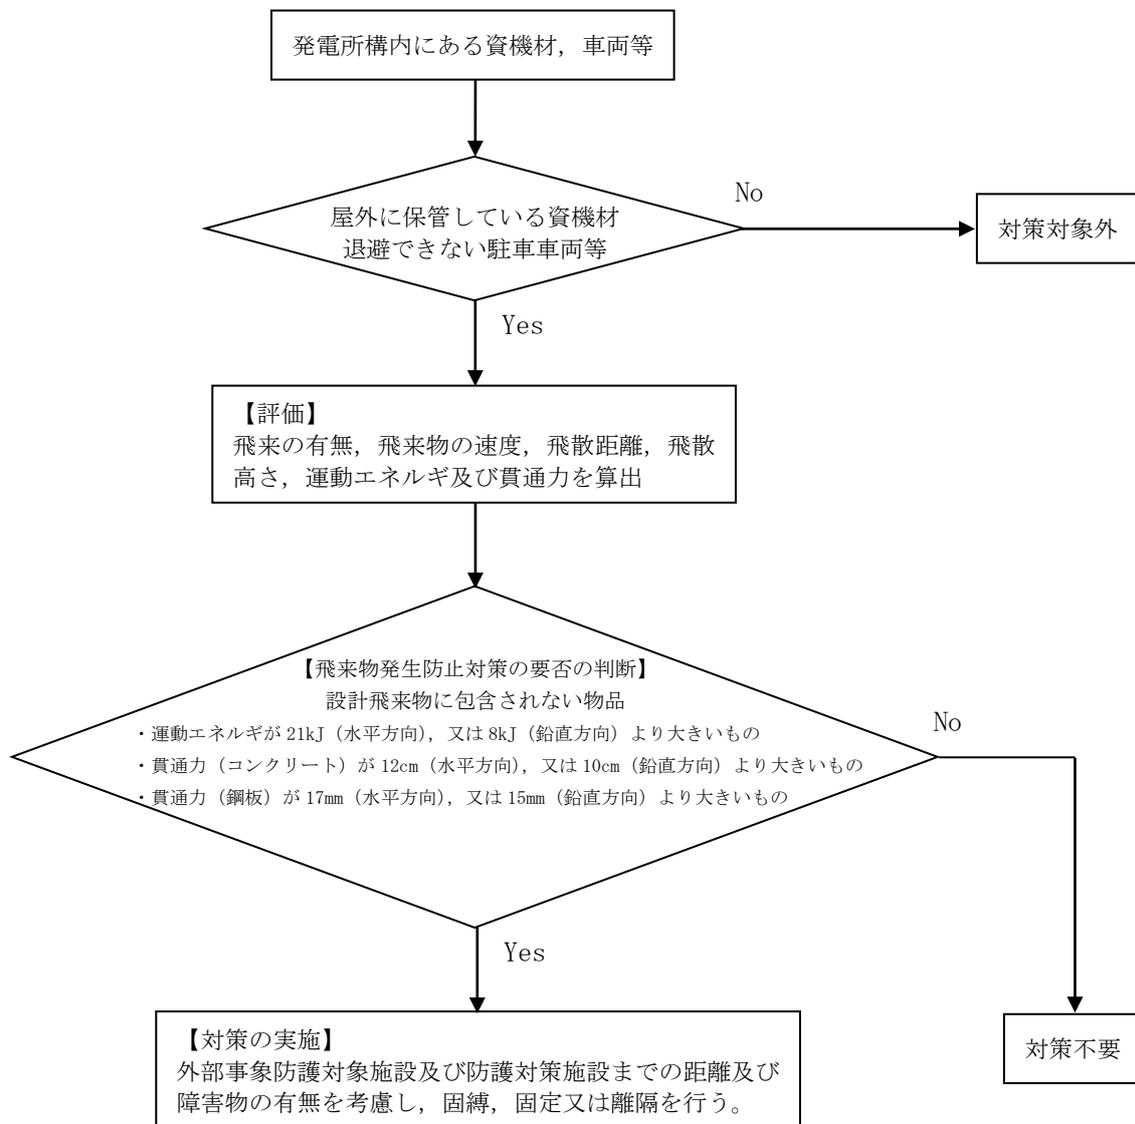 発電所構内にある資機材，車両等
屋外に保管している資機材
退避できない駐車車両等
No
対策対象外
Yes
【評価】
飛来の有無，飛来物の速度，飛散距離，飛散
高さ，運動エネルギ及び貫通力を算出
【飛来物発生防止対策の要否の判断】
設計飛来物に包含されない物品
・運動エネルギが 21kJ（水平方向），又は 8kJ（鉛直方向）より大きいもの
・貫通力（コンクリート）が 12cm（水平方向），又は 10cm（鉛直方向）より大きいもの
・貫通力（鋼板）が 17mm（水平方向），又は 15mm（鉛直方向）より大きいもの
No
Yes
【対策の実施】
外部事象防護対象施設及び防護対策施設までの距離及び
障害物の有無を考慮し，固縛，固定又は離隔を行う。
対策不要